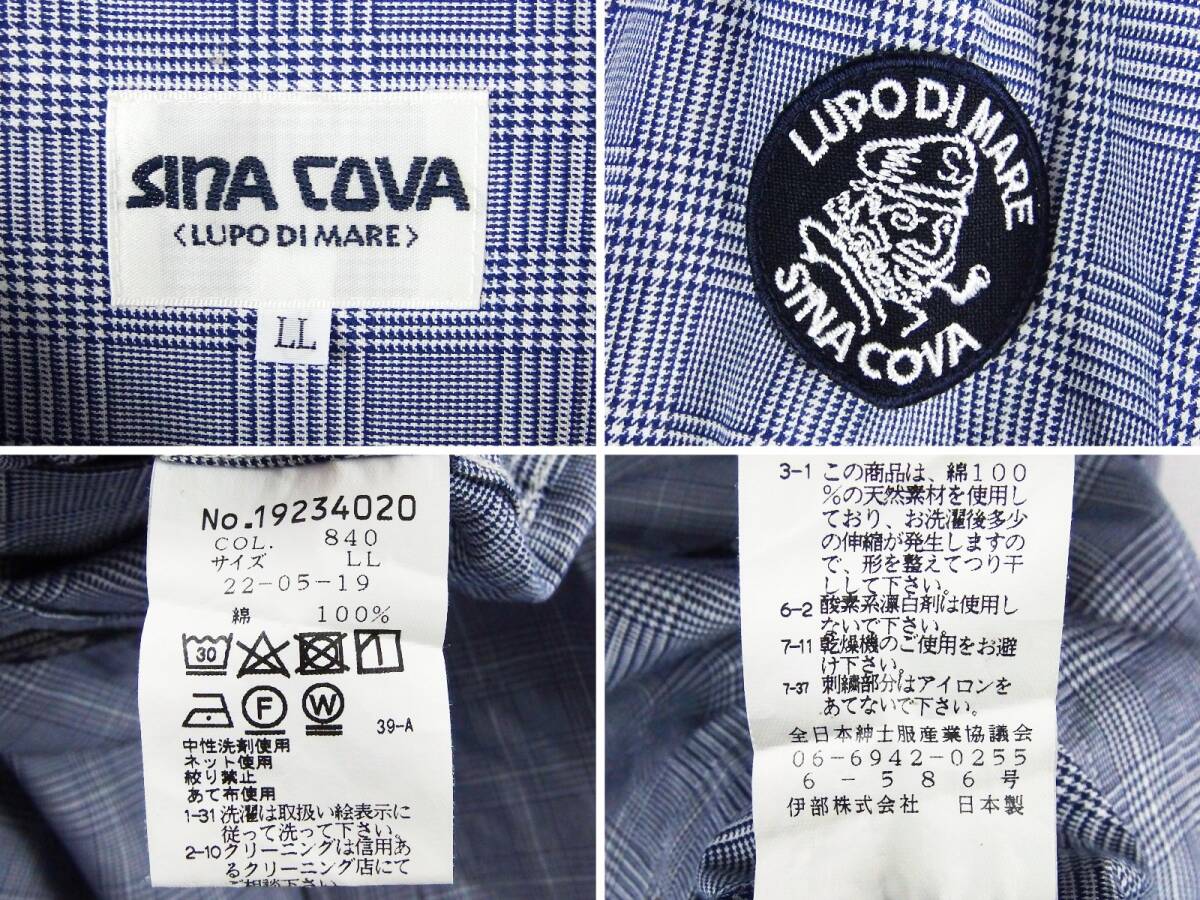 SINA COVA
<LUPO DI MARE>
LL
LUPO DI MARE
S
SINA COVA
No.19234020
COL. 840
サイズ LL
22-05-19
綿 100%
30
F W
39-A
中性洗剤使用
ネット使用
絞り禁止
あて布使用
1-31 洗濯は取扱い絵表示に
従って洗って下さい。
2-10 クリーニングは信用あ
るクリーニング店にて
ご相談下さい。
3-1 この商品は、綿100
%の天然素材を使用し
ており、お洗濯後多少
の伸縮が発生しますの
で、形を整えてつり干
しして下さい。
6-2 酸素系漂白剤は使用し
ないで下さい。
7-11 乾燥機のご使用をお避
け下さい。
7-37 刺繍部分はアイロンを
あてないで下さい。
全日本紳士服産業協議会
06-6942-0255
6-586号
伊部株式会社 日本製